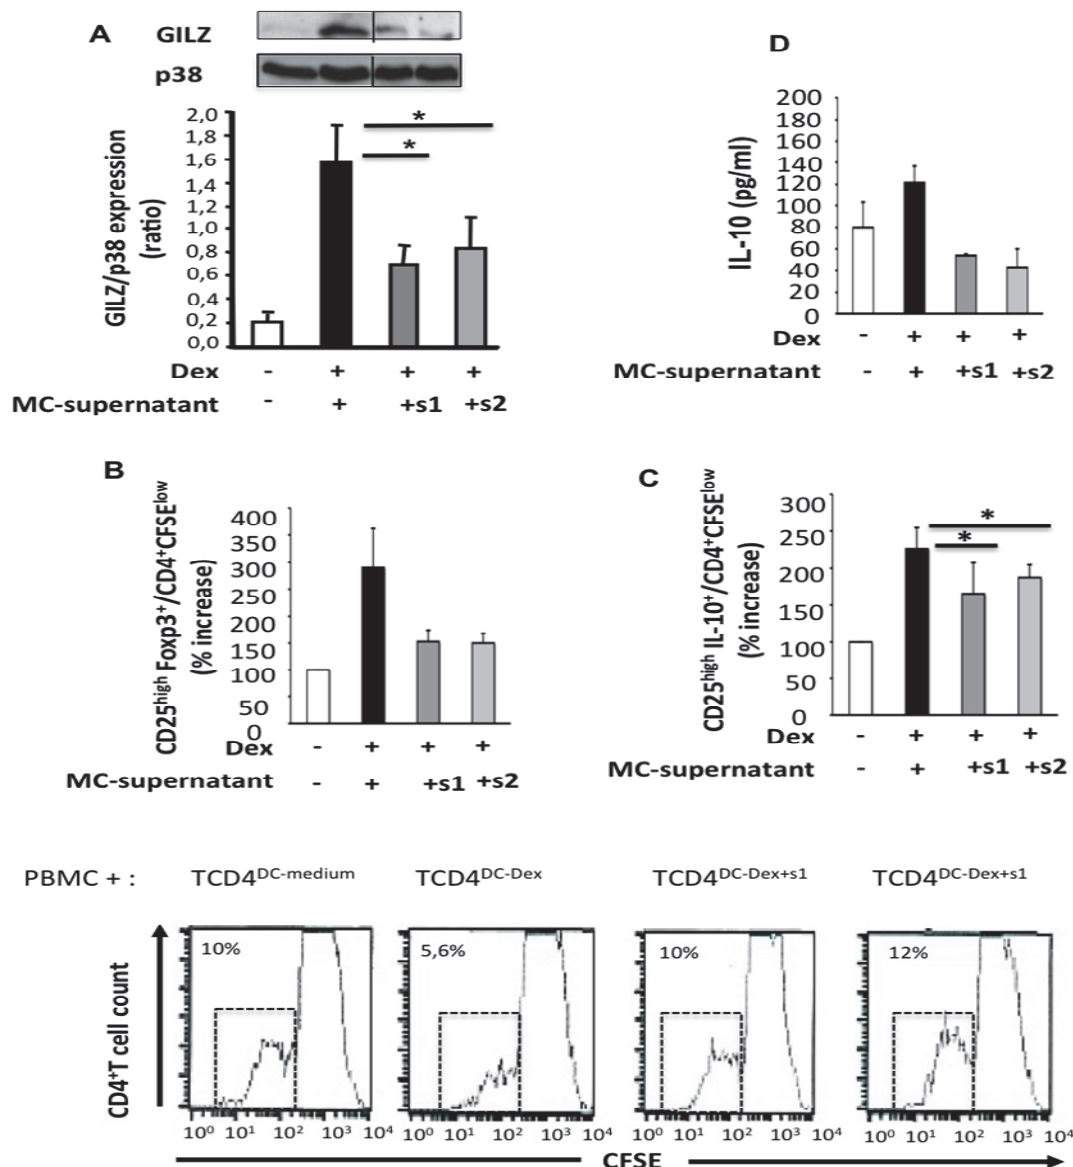 A
GILZ
p38
GILZ/p38 expression
(ratio)
2,0
1,8
1,6
1,4
1,2
1,0
0,8
0,6
0,4
0,2
0,0
*
*
Dex - + + +
MC-supernatant - + +s1 +s2
D
IL-10 (pg/ml)
200
180
160
140
120
100
80
60
40
20
0
Dex - + + +
MC-supernatant - + +s1 +s2
B
CD25high Foxp3+/CD4+CFSElow
(% increase)
400
350
300
250
200
150
100
50
0
Dex - + + +
MC-supernatant - + +s1 +s2
C
CD25high IL-10+/CD4+CFSElow
(% increase)
300
250
200
150
100
50
0
*
*
Dex - + + +
MC-supernatant - + +s1 +s2
PBMC + : TCD4DC-medium TCD4DC-Dex TCD4DC-Dex+s1 TCD4DC-Dex+s1
CD4+T cell count
10% 5,6% 10% 12%
10⁰ 10¹ 10² 10³ 10⁴ 10⁰ 10¹ 10² 10³ 10⁴ 10⁰ 10¹ 10² 10³ 10⁴ 10⁰ 10¹ 10² 10³ 10⁴
CFSE